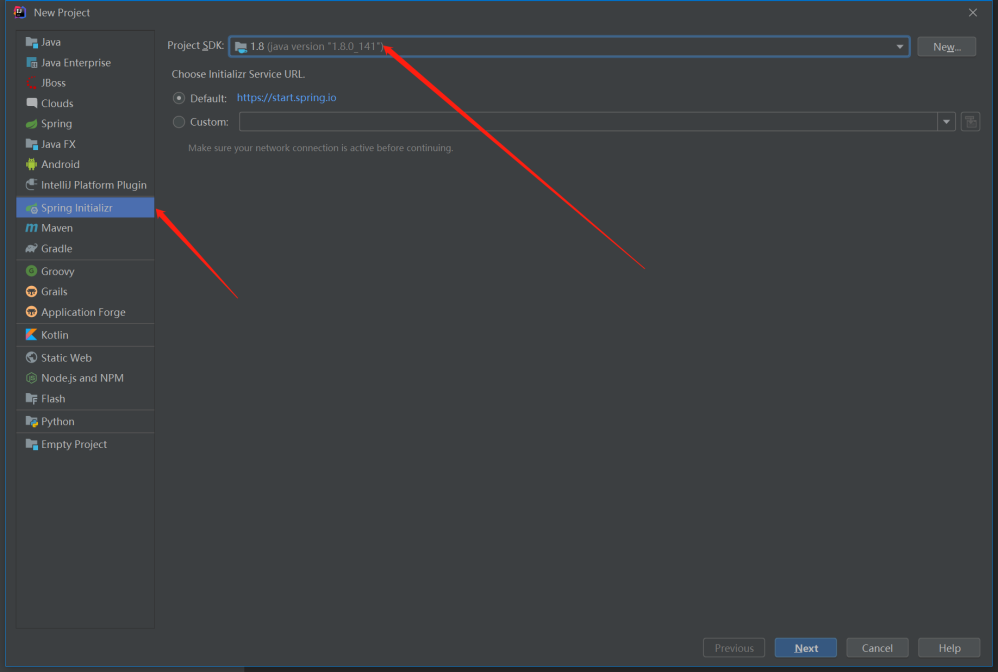 New Project
Java
Java Enterprise
JBoss
Clouds
Spring
Java FX
Android
IntelliJ Platform Plugin
Spring Initializr
Maven
Gradle
Groovy
Grails
Application Forge
Kotlin
Static Web
Node.js and NPM
Flash
Python
Empty Project
Project SDK: 1.8 (java version "1.8.0_141") New...
Choose Initializr Service URL.
Default: https://start.spring.io
Custom:
Make sure your network connection is active before continuing.
Previous Next Cancel Help